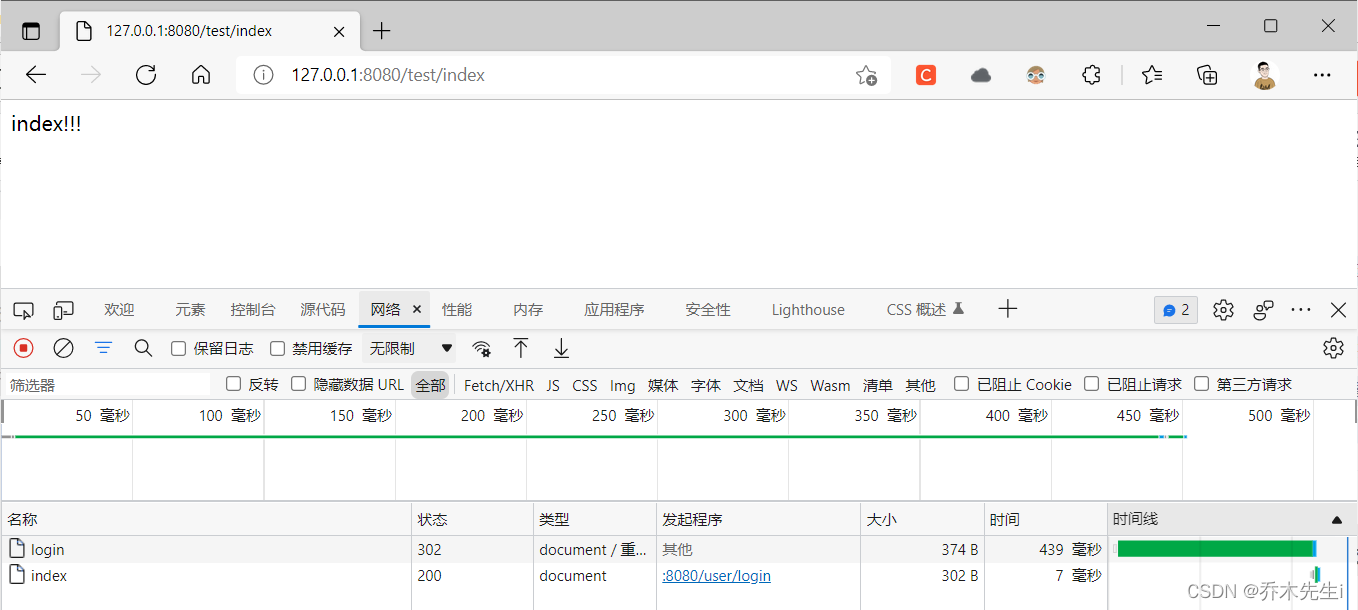 127.0.0.1:8080/test/index
127.0.0.1:8080/test/index
C
index!!!
欢迎 元素 控制台 源代码 网络 性能 内存 应用程序 安全性 Lighthouse CSS 概述 2
保留日志 禁用缓存 无限制
筛选器 反转 隐藏数据 URL 全部 Fetch/XHR JS CSS Img 媒体 字体 文档 WS Wasm 清单 其他 已阻止 Cookie 已阻止请求 第三方请求
50 毫秒 100 毫秒 150 毫秒 200 毫秒 250 毫秒 300 毫秒 350 毫秒 400 毫秒 450 毫秒 500 毫秒
名称 状态 类型 发起程序 大小 时间 时间线
login 302 document / 重... 其他 374 B 439 毫秒
index 200 document :8080/user/login 302 B 7 毫秒
CSDN @乔木先生i